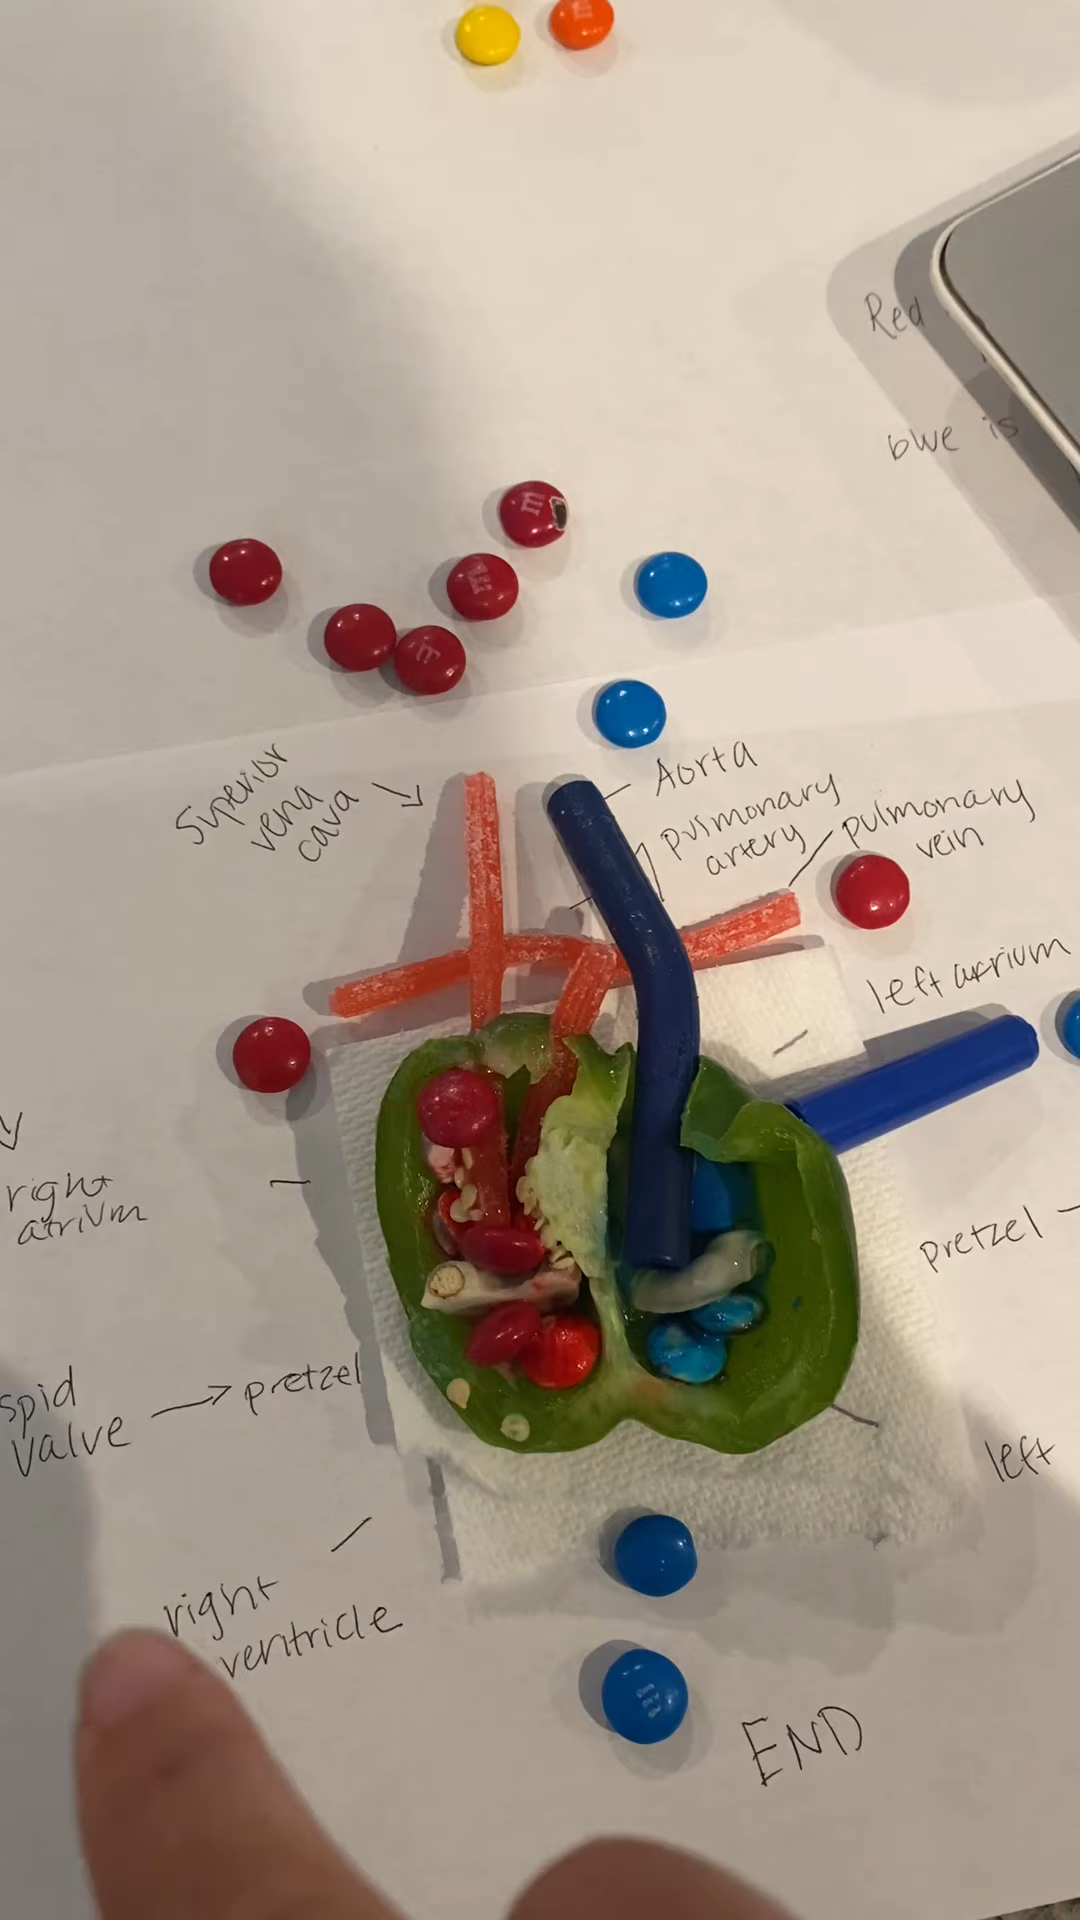 Red
blue is
Superior
vena
cava
Aorta
pulmonary
artery
pulmonary
vein
left atrium
right
atrium
pretzel
spid
valve → pretzel
left
right
ventricle
END
m
m
m